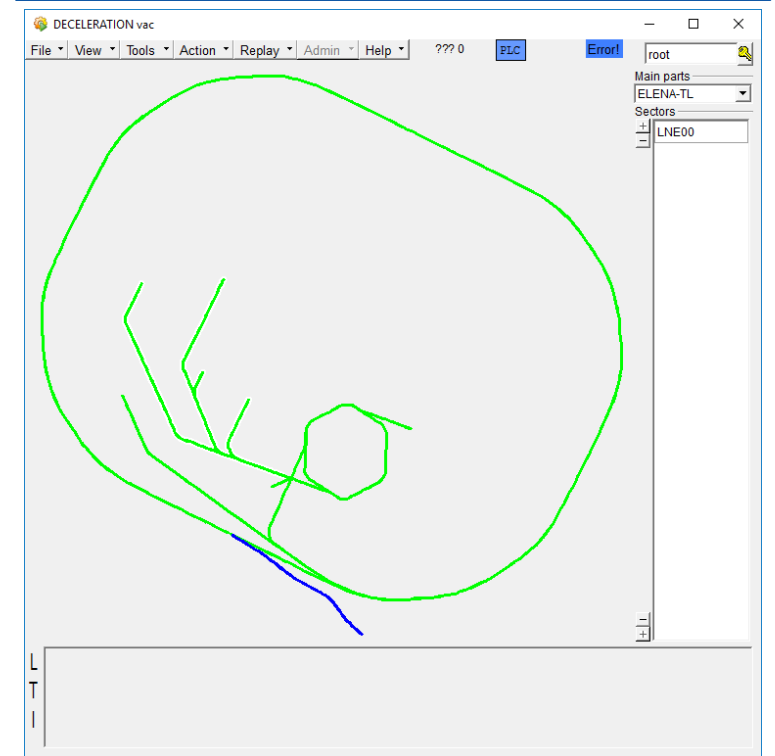 DECELERATION vac
File View Tools Action Replay Admin Help ??? 0 PLC Error! root
Main parts
ELENA-TL
Sectors
LNE00
L
T
I